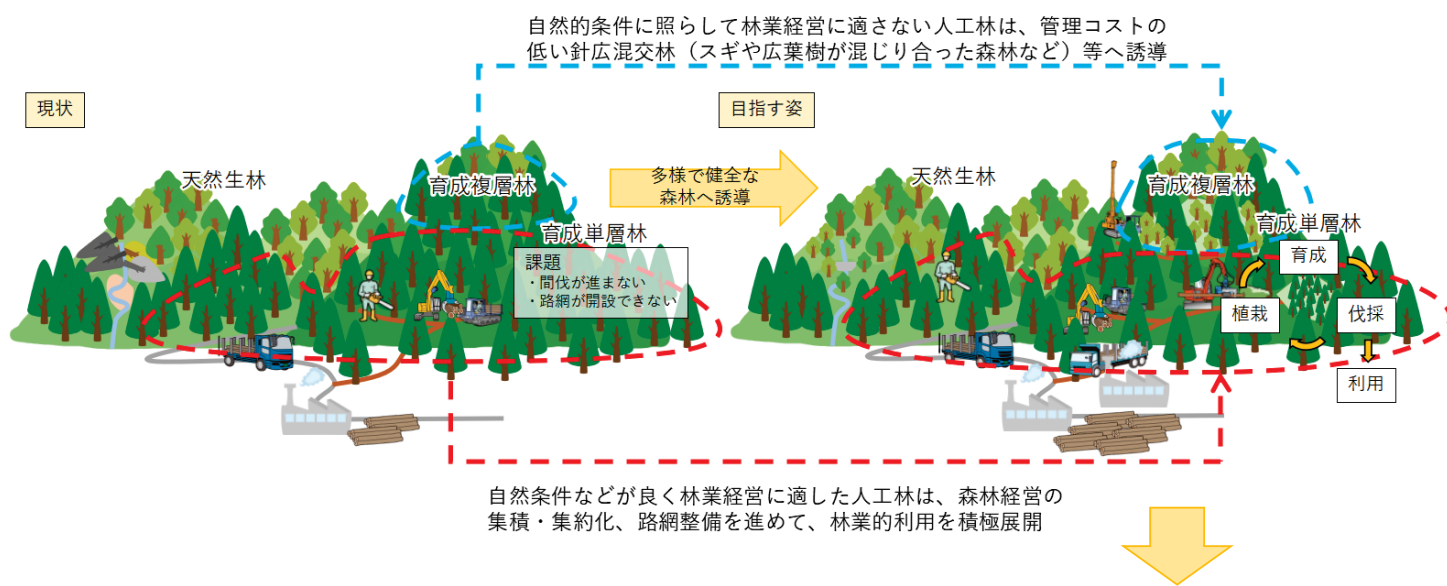 自然的条件に照らして林業経営に適さない人工林は、管理コストの
低い針広混交林（スギや広葉樹が混じり合った森林など）等へ誘導
現状
目指す姿
天然生林
育成複層林
育成単層林
課題
・間伐が進まない
・路網が開設できない
多様で健全な
森林へ誘導
天然生林
育成複層林
育成単層林
育成
植栽
伐採
利用
自然条件などが良く林業経営に適した人工林は、森林経営の
集積・集約化、路網整備を進めて、林業的利用を積極展開